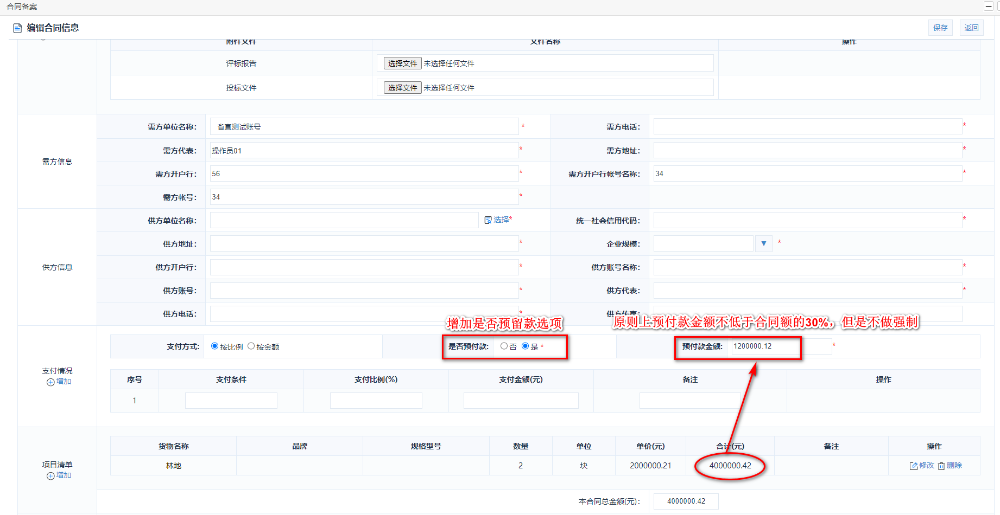 合同备案
编辑合同信息
保存 返回
附件文件 文件名称 操作
评标报告 选择文件 未选择任何文件
投标文件 选择文件 未选择任何文件
需方信息
需方单位名称： 省直测试账号 * 需方电话： *
需方代表： 操作员01 * 需方地址： *
需方开户行： 56 * 需方开户行帐号名称： 34 *
需方帐号： 34 *
供方信息
供方单位名称： 选择* 统一社会信用代码： *
供方地址： * 企业规模： ▼ *
供方开户行： * 供方账号名称： *
供方账号： * 供方代表： *
供方电话： * 供方传真：
增加是否预留款选项 原则上预付款金额不低于合同额的30%，但是不做强制
支付方式： 按比例 按金额 是否预付款： 否 是 * 预付款金额： 1200000.12 *
支付情况
增加
序号 支付条件 支付比例(%) 支付金额(元) 备注 操作
1
项目清单
增加
货物名称 品牌 规格型号 数量 单位 单价(元) 合计(元) 备注 操作
林地 2 块 2000000.21 4000000.42 修改 删除
本合同总金额(元)： 4000000.42